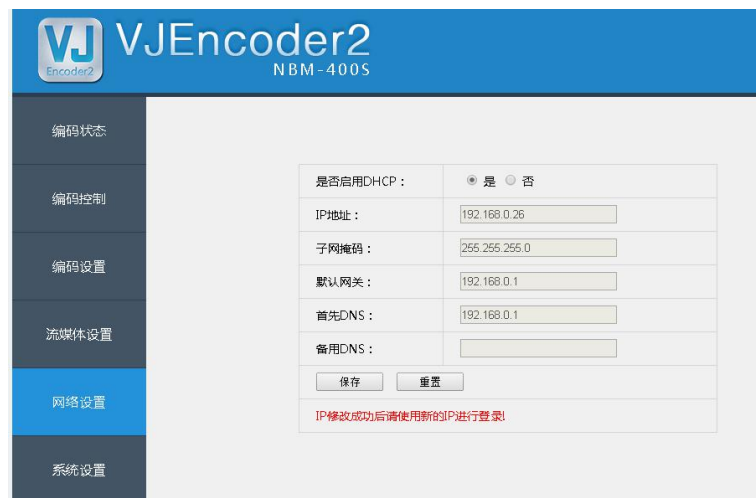 VJ
Encoder2
VJEncoder2
NBM-400S
编码状态
编码控制
编码设置
流媒体设置
网络设置
系统设置
是否启用DHCP： 是 否
IP地址： 192.168.0.26
子网掩码： 255.255.255.0
默认网关： 192.168.0.1
首先DNS： 192.168.0.1
备用DNS：
保存 重置
IP修改成功后请使用新的IP进行登录!